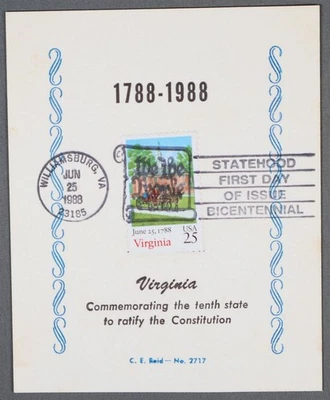 1788-1988
WILLIAMSBURG, VA
JUN
25
1988
23185
We the
People
STATEHOOD
FIRST DAY
OF ISSUE
BICENTENNIAL
June 25, 1788
USA
Virginia 25
Virginia
Commemorating the tenth state
to ratify the Constitution
C. E. Reid – No. 2717